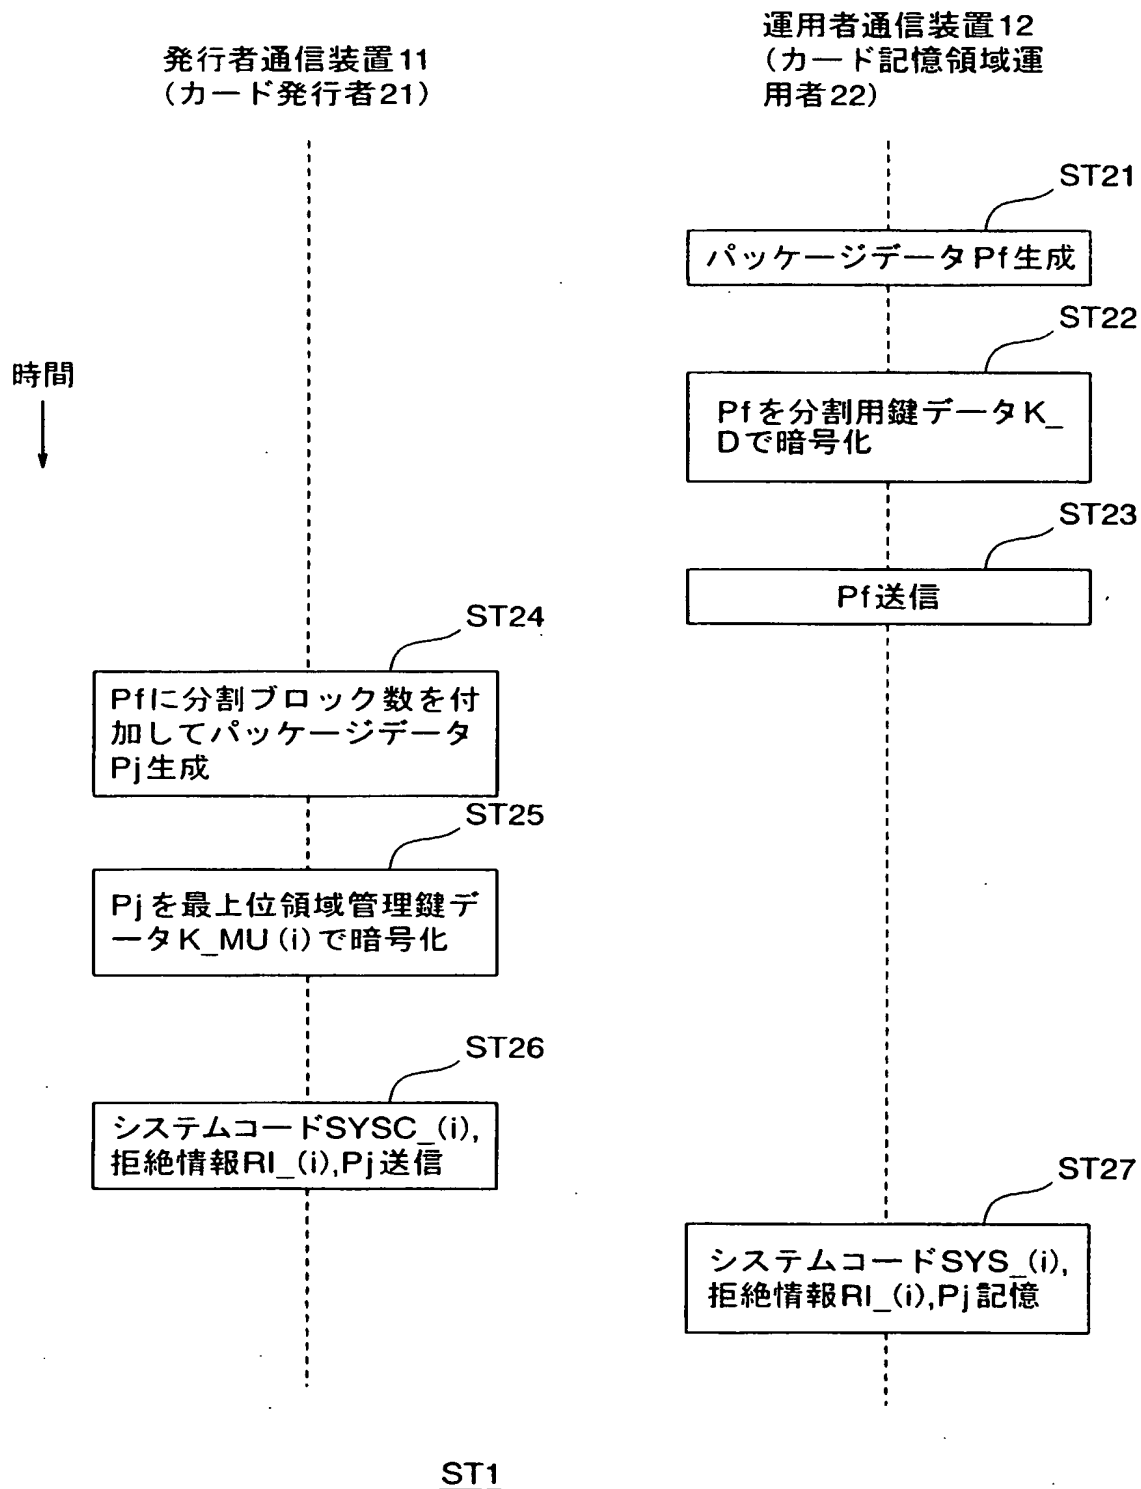 発行者通信装置11
(カード発行者21)
運用者通信装置12
(カード記憶領域運
用者22)
時間
ST21
パッケージデータPf生成
ST22
Pfを分割用鍵データK_
Dで暗号化
ST23
Pf送信
ST24
Pfに分割ブロック数を付
加してパッケージデータ
Pj生成
ST25
Pjを最上位領域管理鍵デ
ータK_MU(i)で暗号化
ST26
システムコードSYSC_(i),
拒絶情報RI_(i),Pj送信
ST27
システムコードSYS_(i),
拒絶情報RI_(i),Pj記憶
ST1